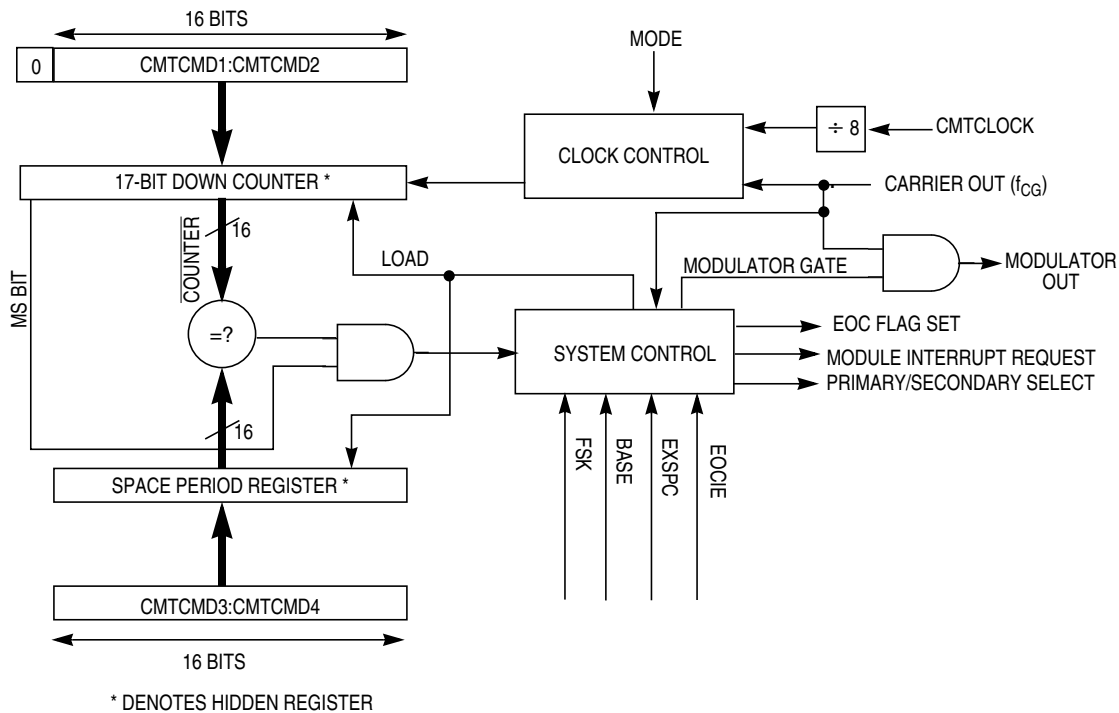 16 BITS
0
CMTCMD1:CMTCMD2
MODE
÷ 8
CMTCLOCK
CLOCK CONTROL
17-BIT DOWN COUNTER *
CARRIER OUT (fCG)
16
COUNTER
MS BIT
LOAD
MODULATOR GATE
MODULATOR
OUT
=?
SYSTEM CONTROL
EOC FLAG SET
MODULE INTERRUPT REQUEST
PRIMARY/SECONDARY SELECT
16
FSK
BASE
EXSPC
EOCIE
SPACE PERIOD REGISTER *
CMTCMD3:CMTCMD4
16 BITS
* DENOTES HIDDEN REGISTER